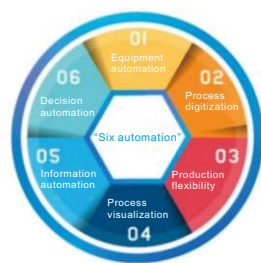 01
Equipment
automation
02
Process
digitization
03
Production
flexibility
Process
visualization
04
05
Information
automation
06
Decision
automation
“Six automation”